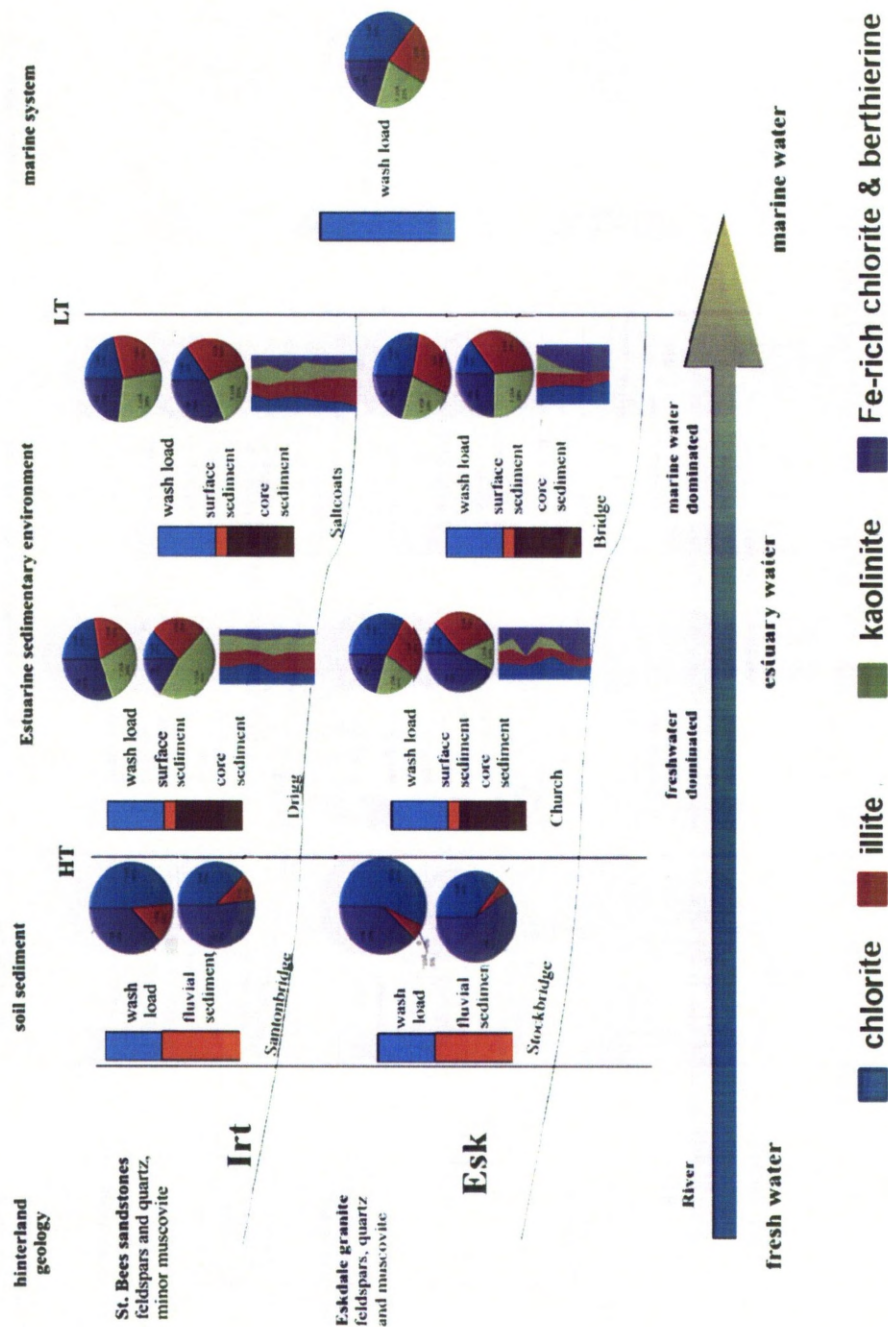 hinterland
geology
soil sediment
Estuarine sedimentary environment
marine system
HT
LT
St. Bees sandstones
feldspars and quartz,
minor muscovite
Irt
wash
load
fluvial
sediment
Santonbridge
wash load
surface
sediment
core
sediment
Drigg
wash load
surface
sediment
core
sediment
Saltcoats
wash load
Eskdale granite
feldspars, quartz
and muscovite
Esk
wash
load
fluvial
sedimen
Stockbridge
wash load
surface
sediment
core
sediment
Church
wash load
surface
sediment
core
sediment
Bridge
River
freshwater
dominated
marine water
dominated
fresh water
estuary water
marine water
chlorite
illite
kaolinite
Fe-rich chlorite & berthierine